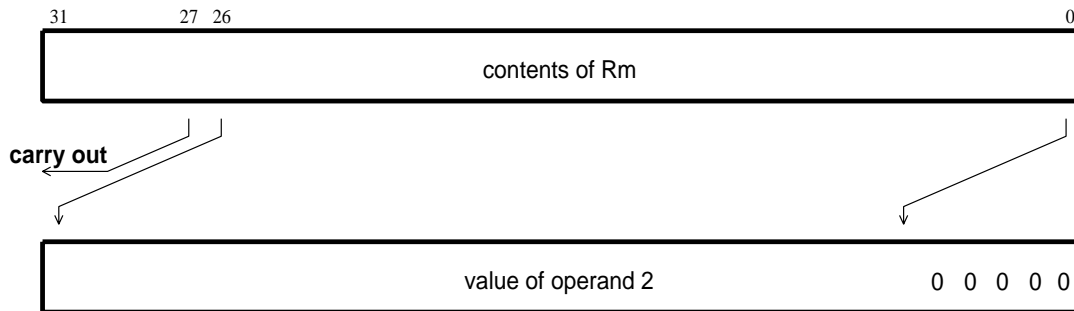 31 27 26 0
contents of Rm
carry out
value of operand 2 0 0 0 0 0